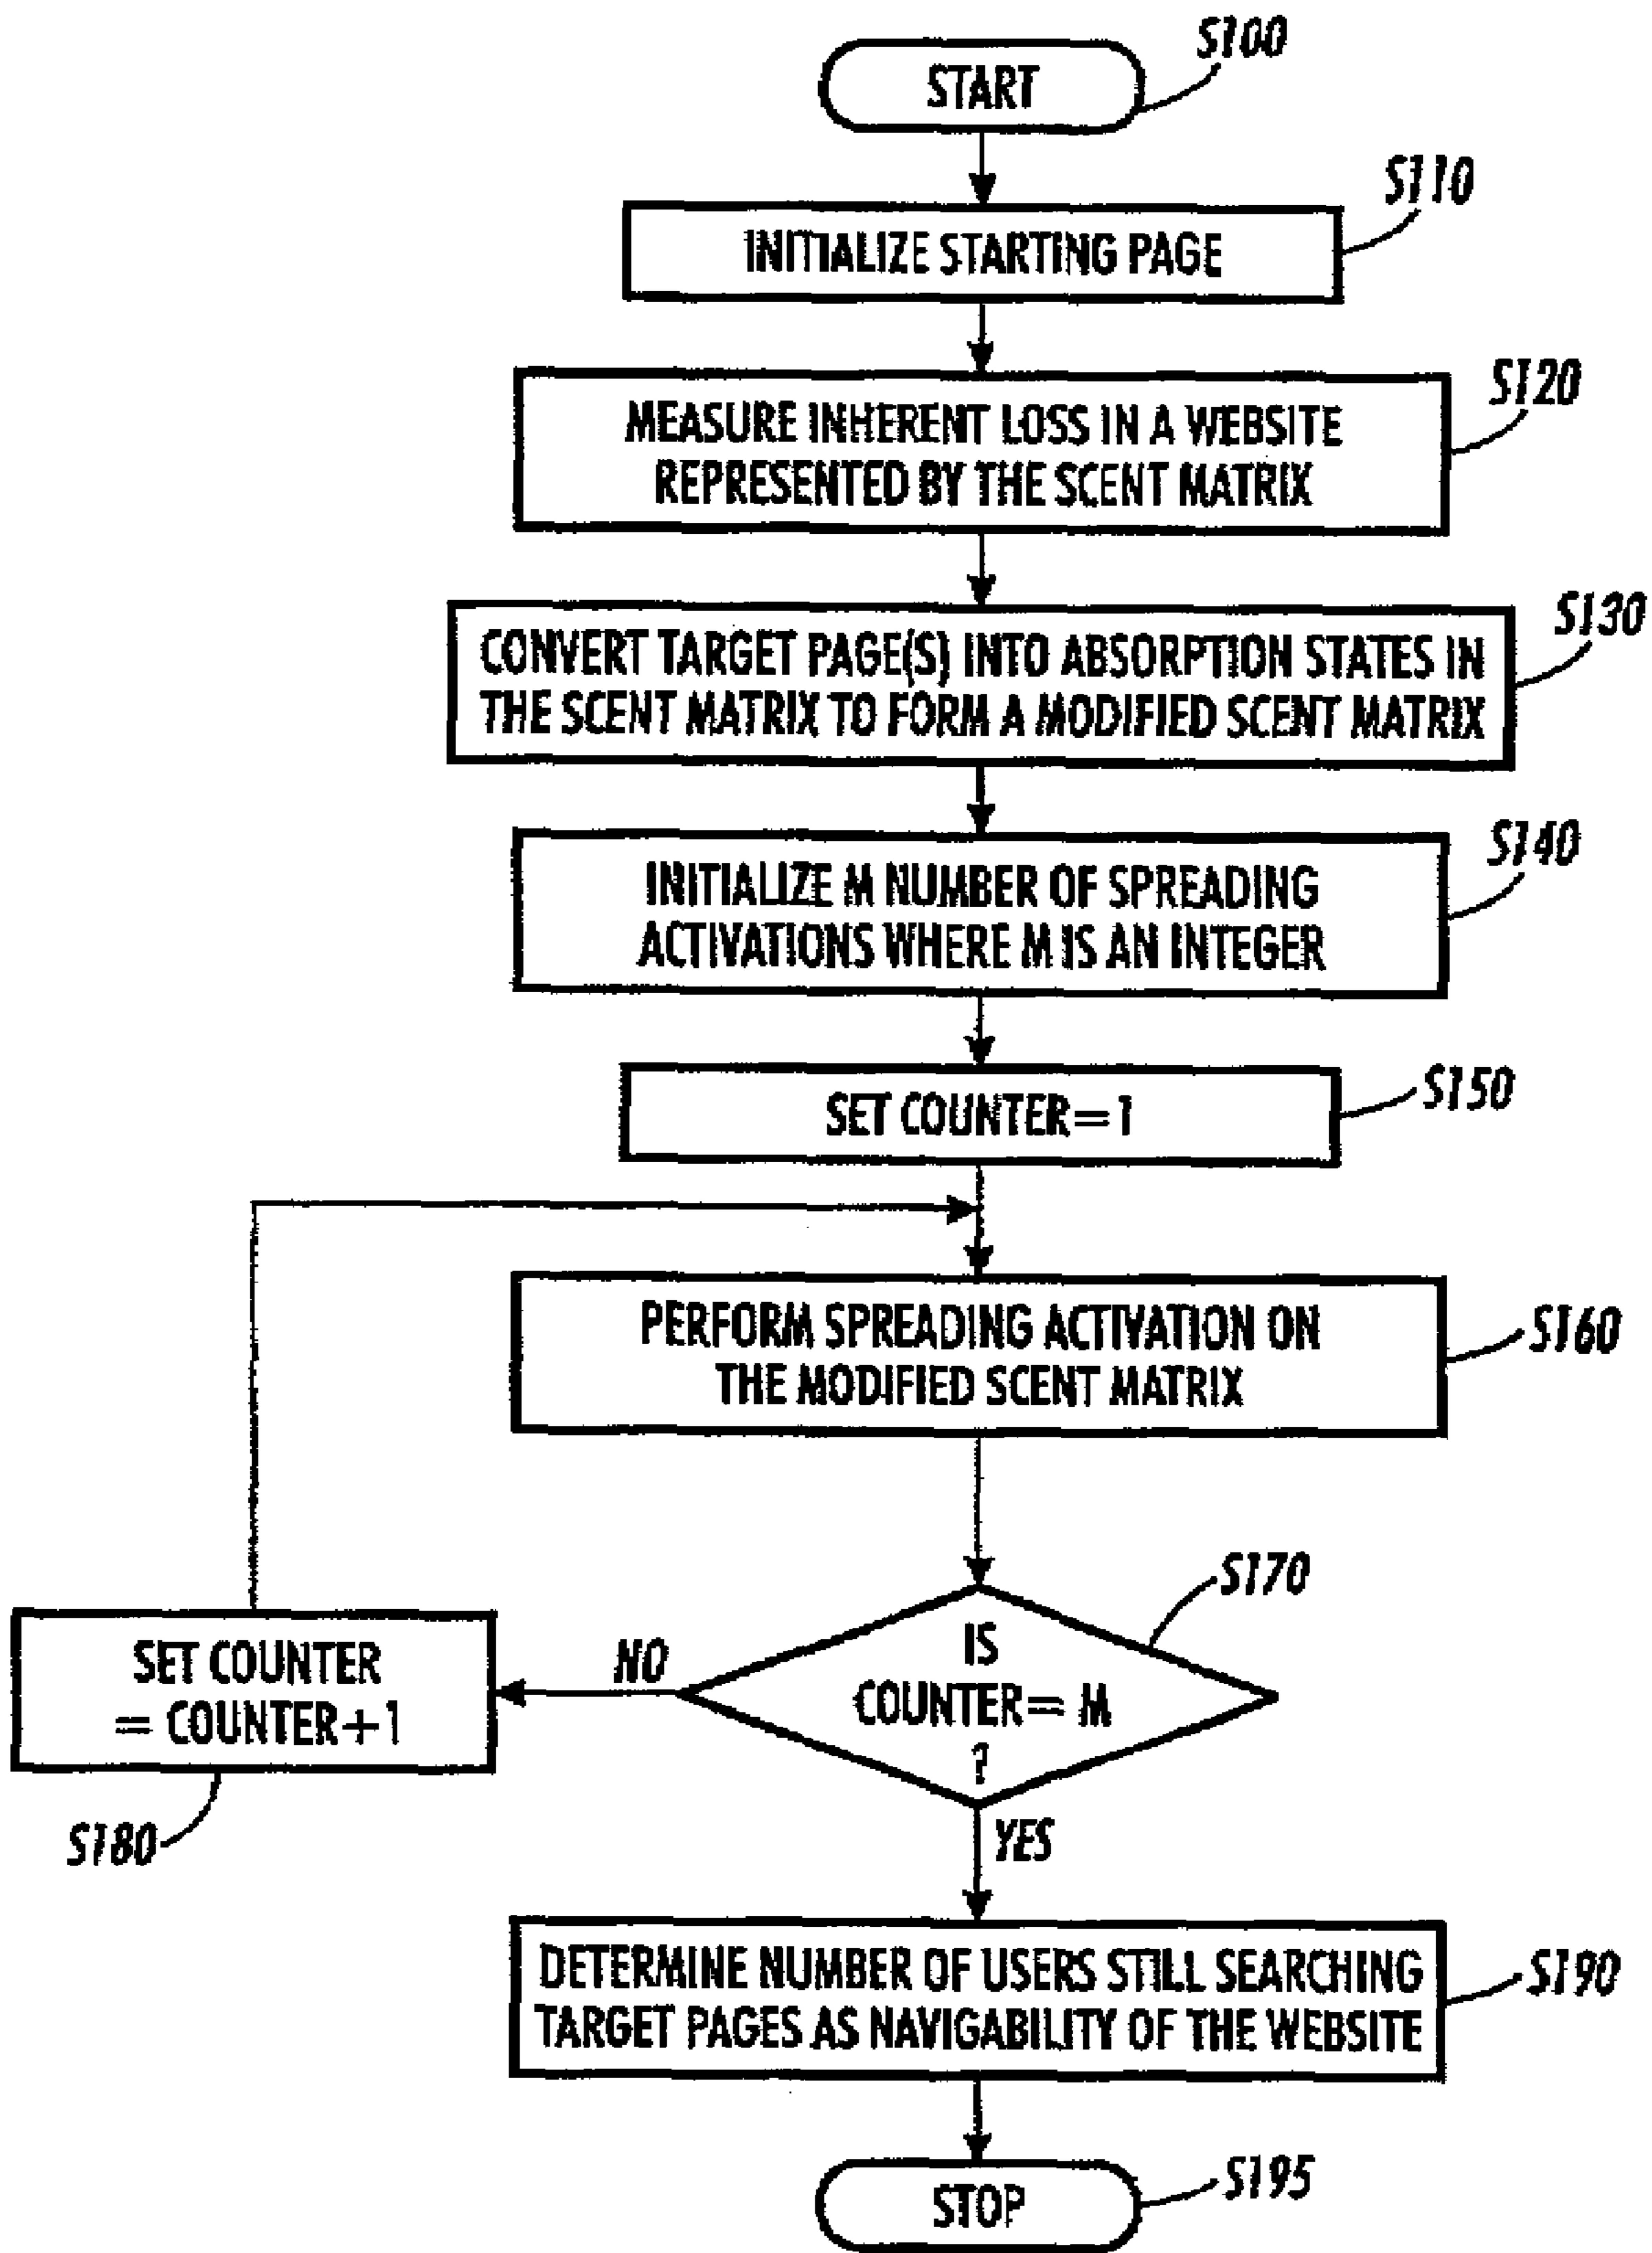 S100
START
S110
INITIALIZE STARTING PAGE
S120
MEASURE INHERENT LOSS IN A WEBSITE
REPRESENTED BY THE SCENT MATRIX
S130
CONVERT TARGET PAGE(S) INTO ABSORPTION STATES IN
THE SCENT MATRIX TO FORM A MODIFIED SCENT MATRIX
S140
INITIALIZE M NUMBER OF SPREADING
ACTIVATIONS WHERE M IS AN INTEGER
S150
SET COUNTER=1
S160
PERFORM SPREADING ACTIVATION ON
THE MODIFIED SCENT MATRIX
S170
IS
COUNTER= M
?
NO
SET COUNTER
= COUNTER+1
S180
YES
S190
DETERMINE NUMBER OF USERS STILL SEARCHING
TARGET PAGES AS NAVIGABILITY OF THE WEBSITE
S195
STOP